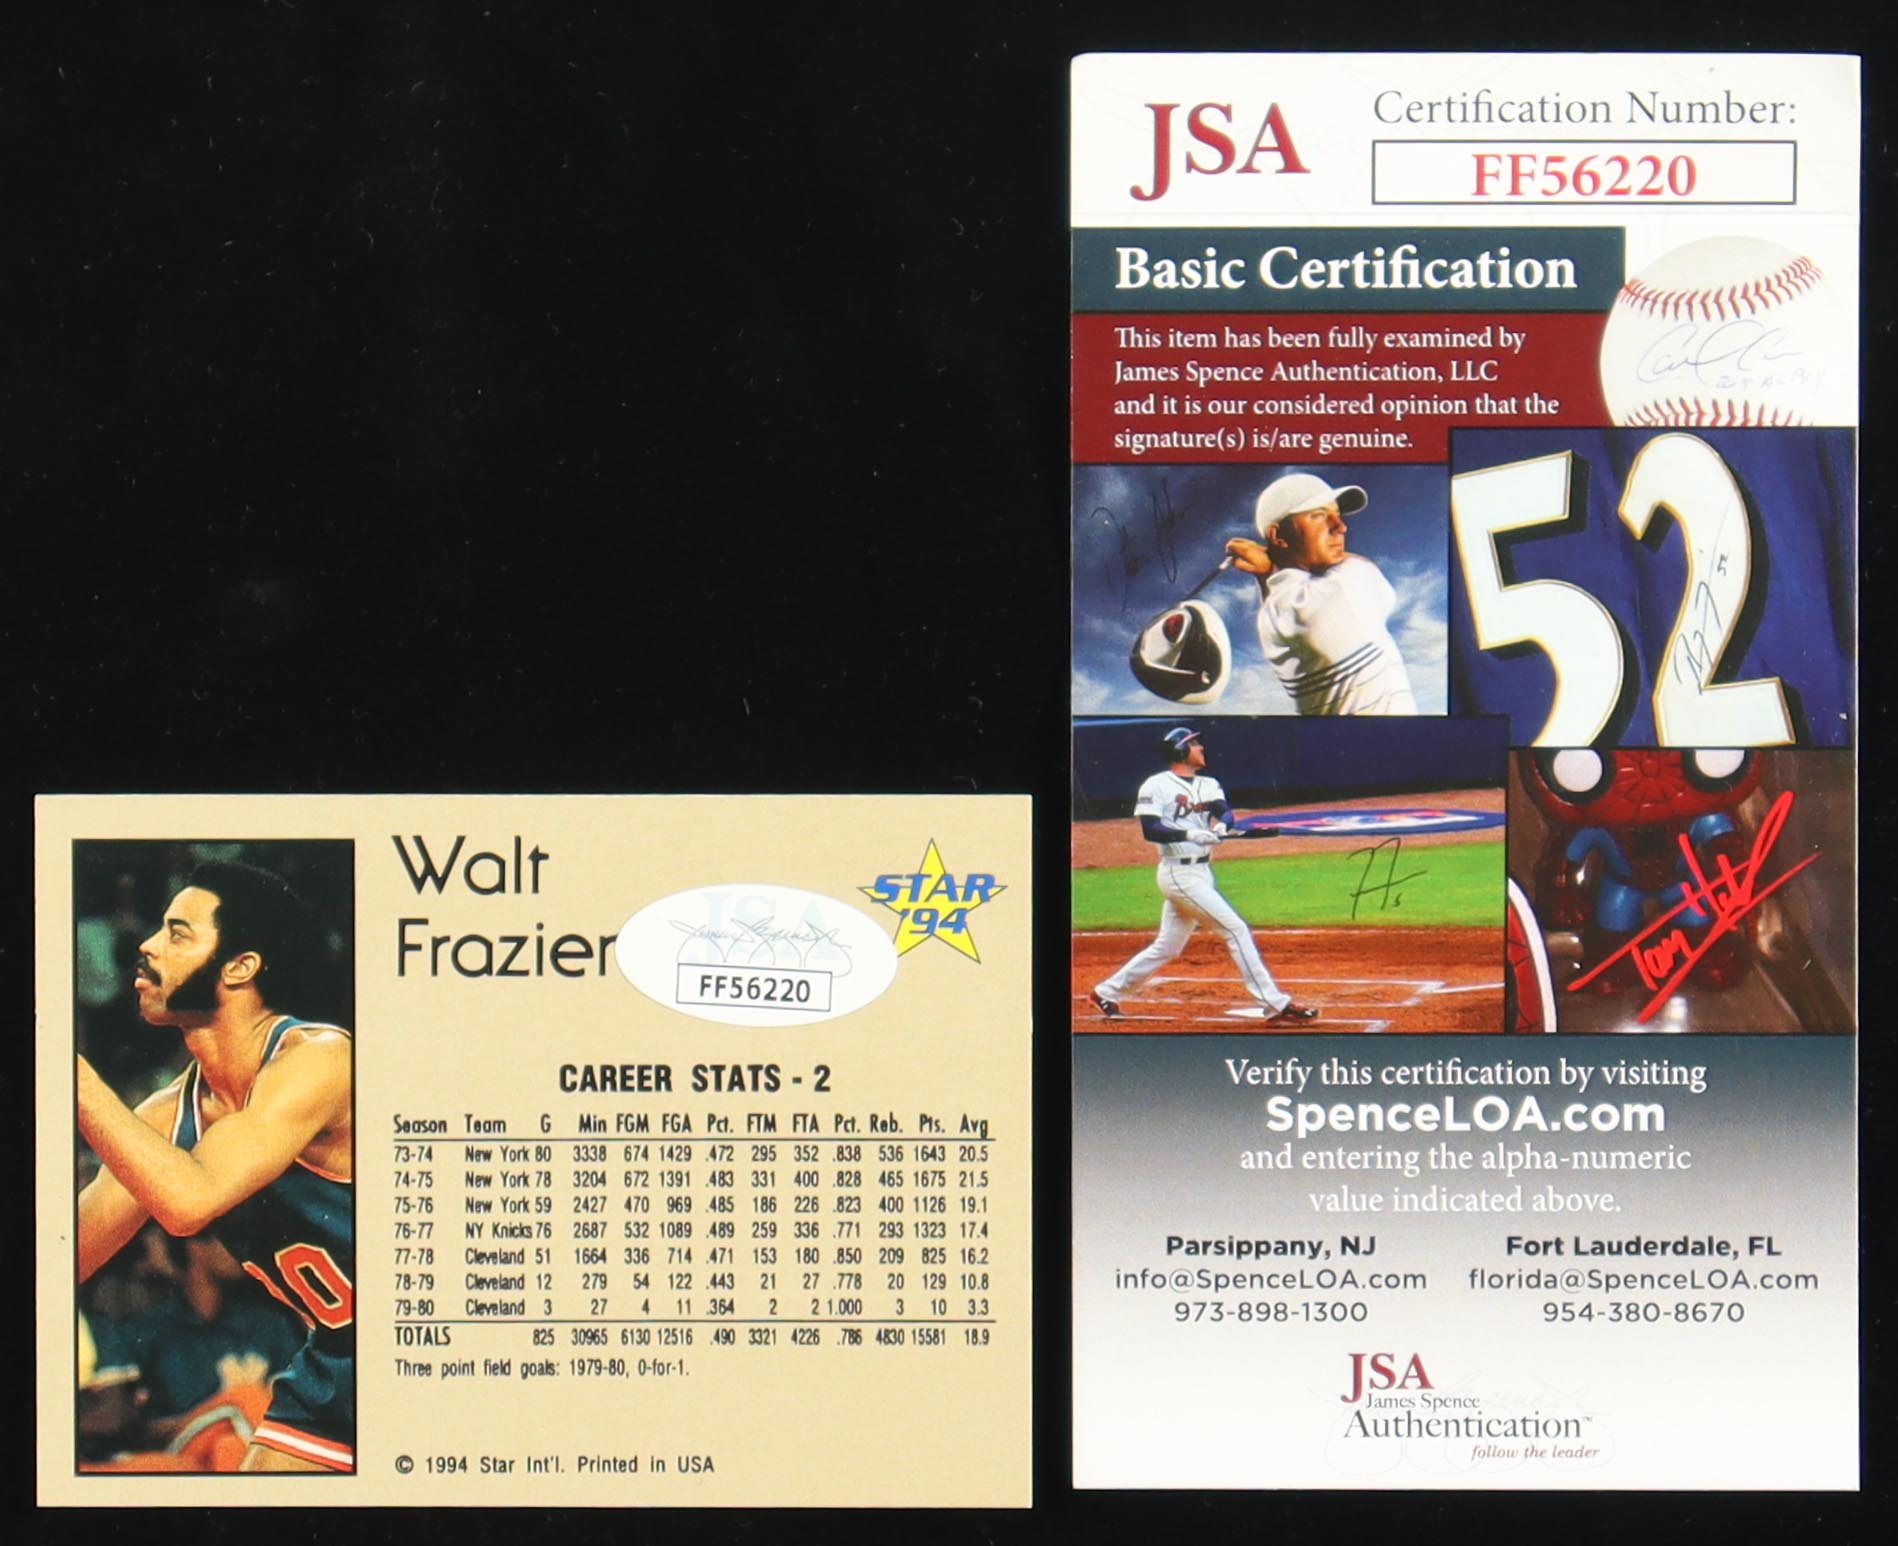 Walt
Frazier
STAR
'94
JSA
FF56220
CAREER STATS - 2
Season Team G Min FGM FGA Pct. FTM FTA Pct. Reb. Pts. Avg
73-74 New York 80 3338 674 1429 .472 295 352 .838 536 1643 20.5
74-75 New York 78 3204 672 1391 .483 331 400 .828 465 1675 21.5
75-76 New York 59 2427 470 969 .485 186 226 .823 400 1126 19.1
76-77 NY Knicks 76 2687 532 1089 .489 259 336 .771 293 1323 17.4
77-78 Cleveland 51 1664 336 714 .471 153 180 .850 209 825 16.2
78-79 Cleveland 12 279 54 122 .443 21 27 .778 20 129 10.8
79-80 Cleveland 3 27 4 11 .364 2 2 1.000 3 10 3.3
TOTALS 825 30965 6130 12516 .490 3321 4226 .786 4830 15581 18.9
Three point field goals: 1979-80, 0-for-1.
© 1994 Star Int'l. Printed in USA
10
JSA
Certification Number:
FF56220
Basic Certification
This item has been fully examined by
James Spence Authentication, LLC
and it is our considered opinion that the
signature(s) is/are genuine.
52
Verify this certification by visiting
SpenceLOA.com
and entering the alpha-numeric
value indicated above.
Parsippany, NJ
info@SpenceLOA.com
973-898-1300
Fort Lauderdale, FL
florida@SpenceLOA.com
954-380-8670
JSA
James Spence
Authentication™
follow the leader